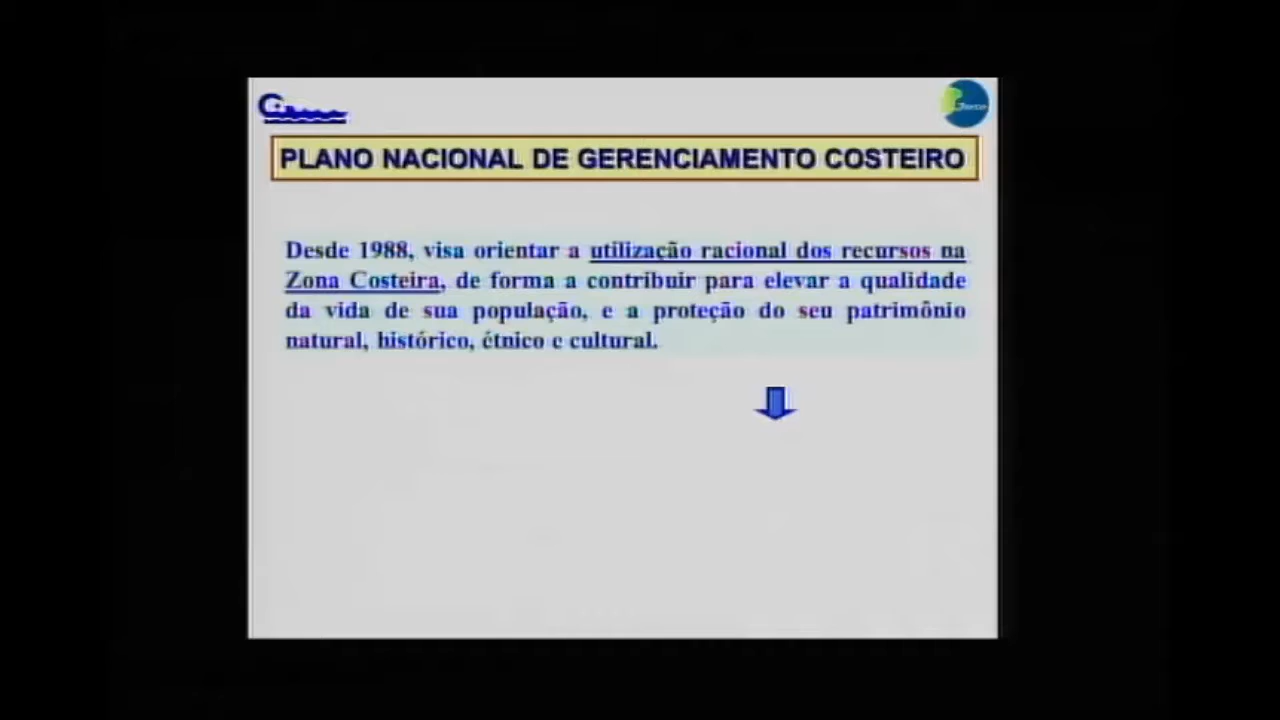 PLANO NACIONAL DE GERENCIAMENTO COSTEIRO
Desde 1988, visa orientar a utilização racional dos recursos na
Zona Costeira, de forma a contribuir para elevar a qualidade
da vida de sua população, e a proteção do seu patrimônio
natural, histórico, étnico e cultural.